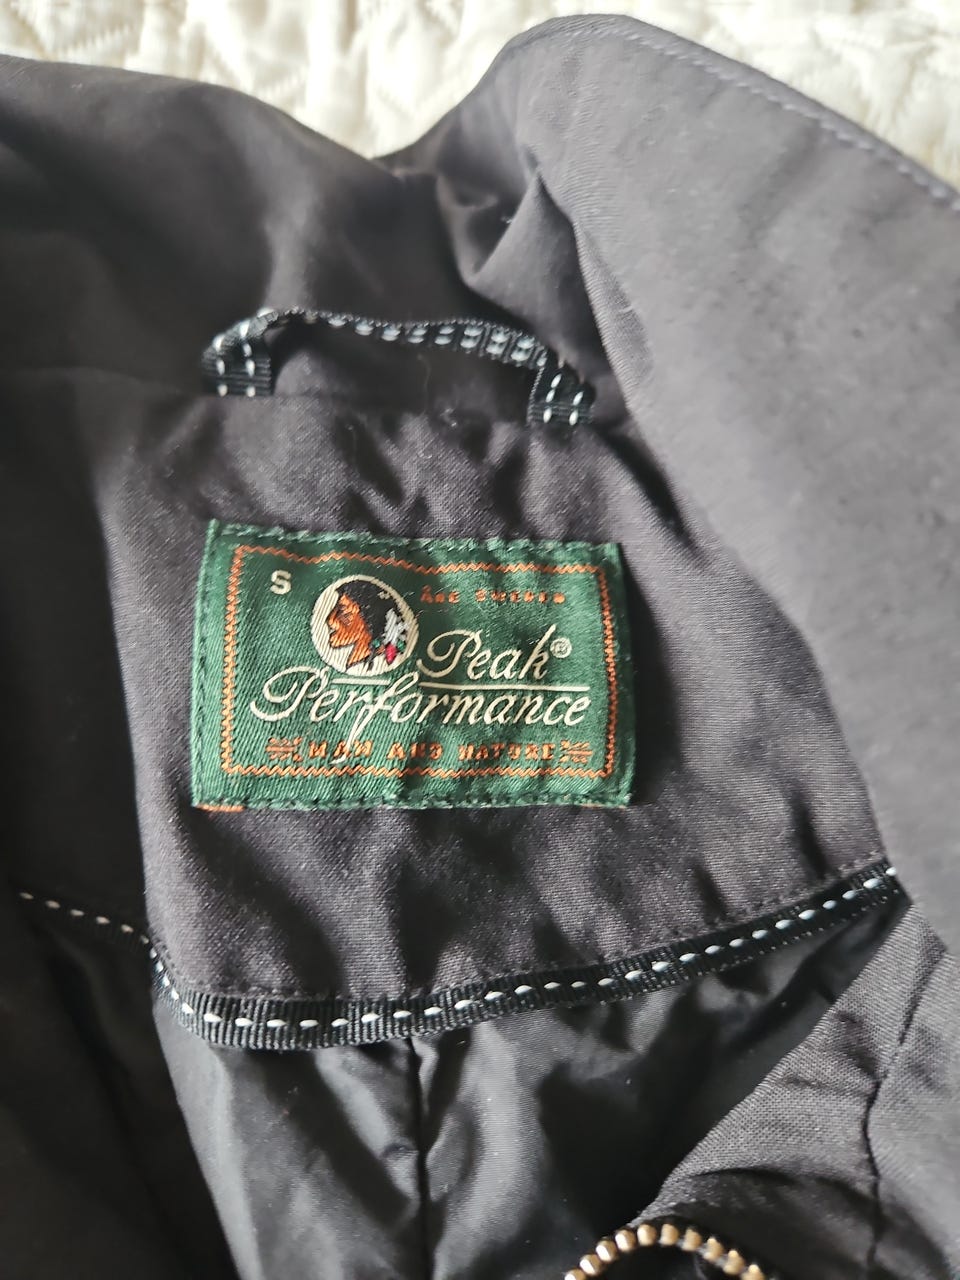 S
Åre Sweden
Peak®
Performance
MAN AND NATURE